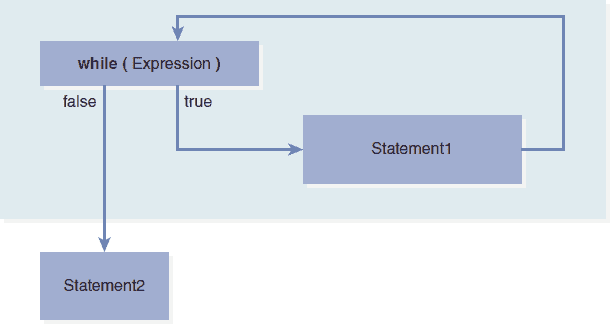 while ( Expression )
false
true
Statement1
Statement2